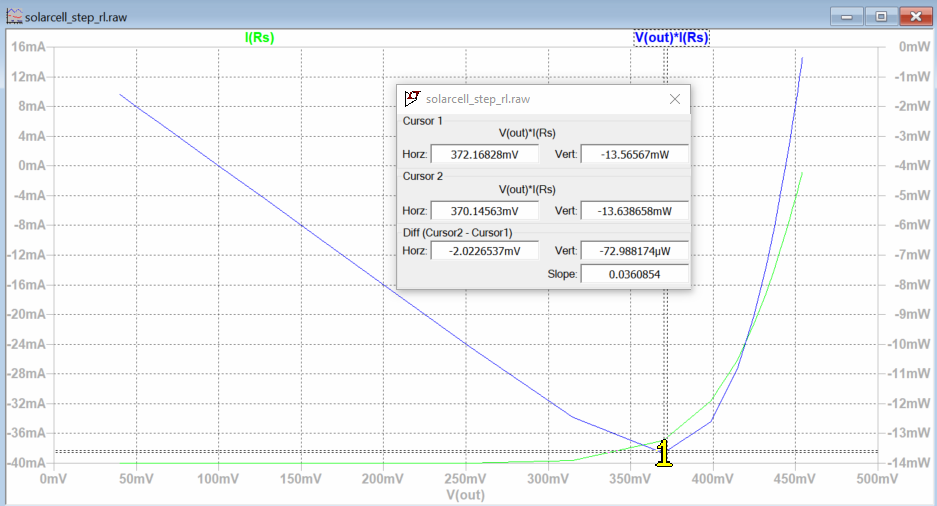 solarcell_step_rl.raw
I(Rs)
V(out)*I(Rs)
16mA
12mA
8mA
4mA
0mA
-4mA
-8mA
-12mA
-16mA
-20mA
-24mA
-28mA
-32mA
-36mA
-40mA
0mW
-1mW
-2mW
-3mW
-4mW
-5mW
-6mW
-7mW
-8mW
-9mW
-10mW
-11mW
-12mW
-13mW
-14mW
solarcell_step_rl.raw
Cursor 1
V(out)*I(Rs)
Horz: 372.16828mV Vert: -13.56567mW
Cursor 2
V(out)*I(Rs)
Horz: 370.14563mV Vert: -13.638658mW
Diff (Cursor2 - Cursor1)
Horz: -2.0226537mV Vert: -72.988174µW
Slope: 0.0360854
1
0mV 50mV 100mV 150mV 200mV 250mV 300mV 350mV 400mV 450mV 500mV
V(out)